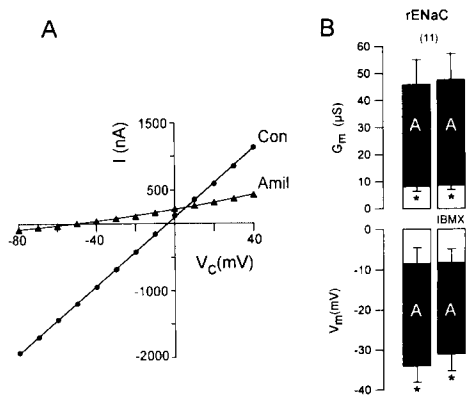 A
I (nA)
1500
Con
500
Amil
-80
-40
40
V_C(mV)
-1000
-2000
B
rENaC
(11)
60
50
40
30
20
10
0
G_m (µS)
A
A
*
*
IBMX
0
-10
-20
-30
-40
V_m(mV)
A
A
*
*